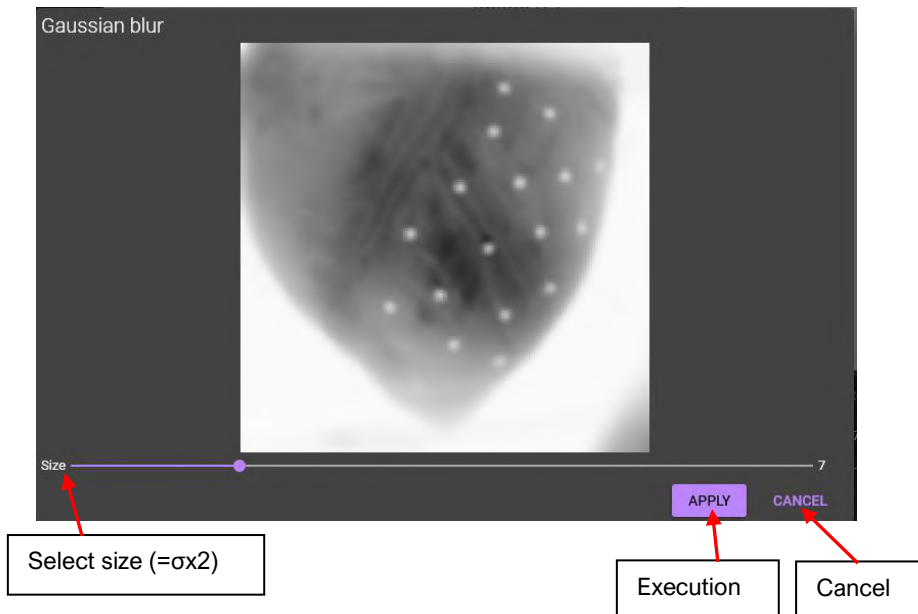 Gaussian blur
Size
7
APPLY
CANCEL
Select size (=σx2)
Execution
Cancel